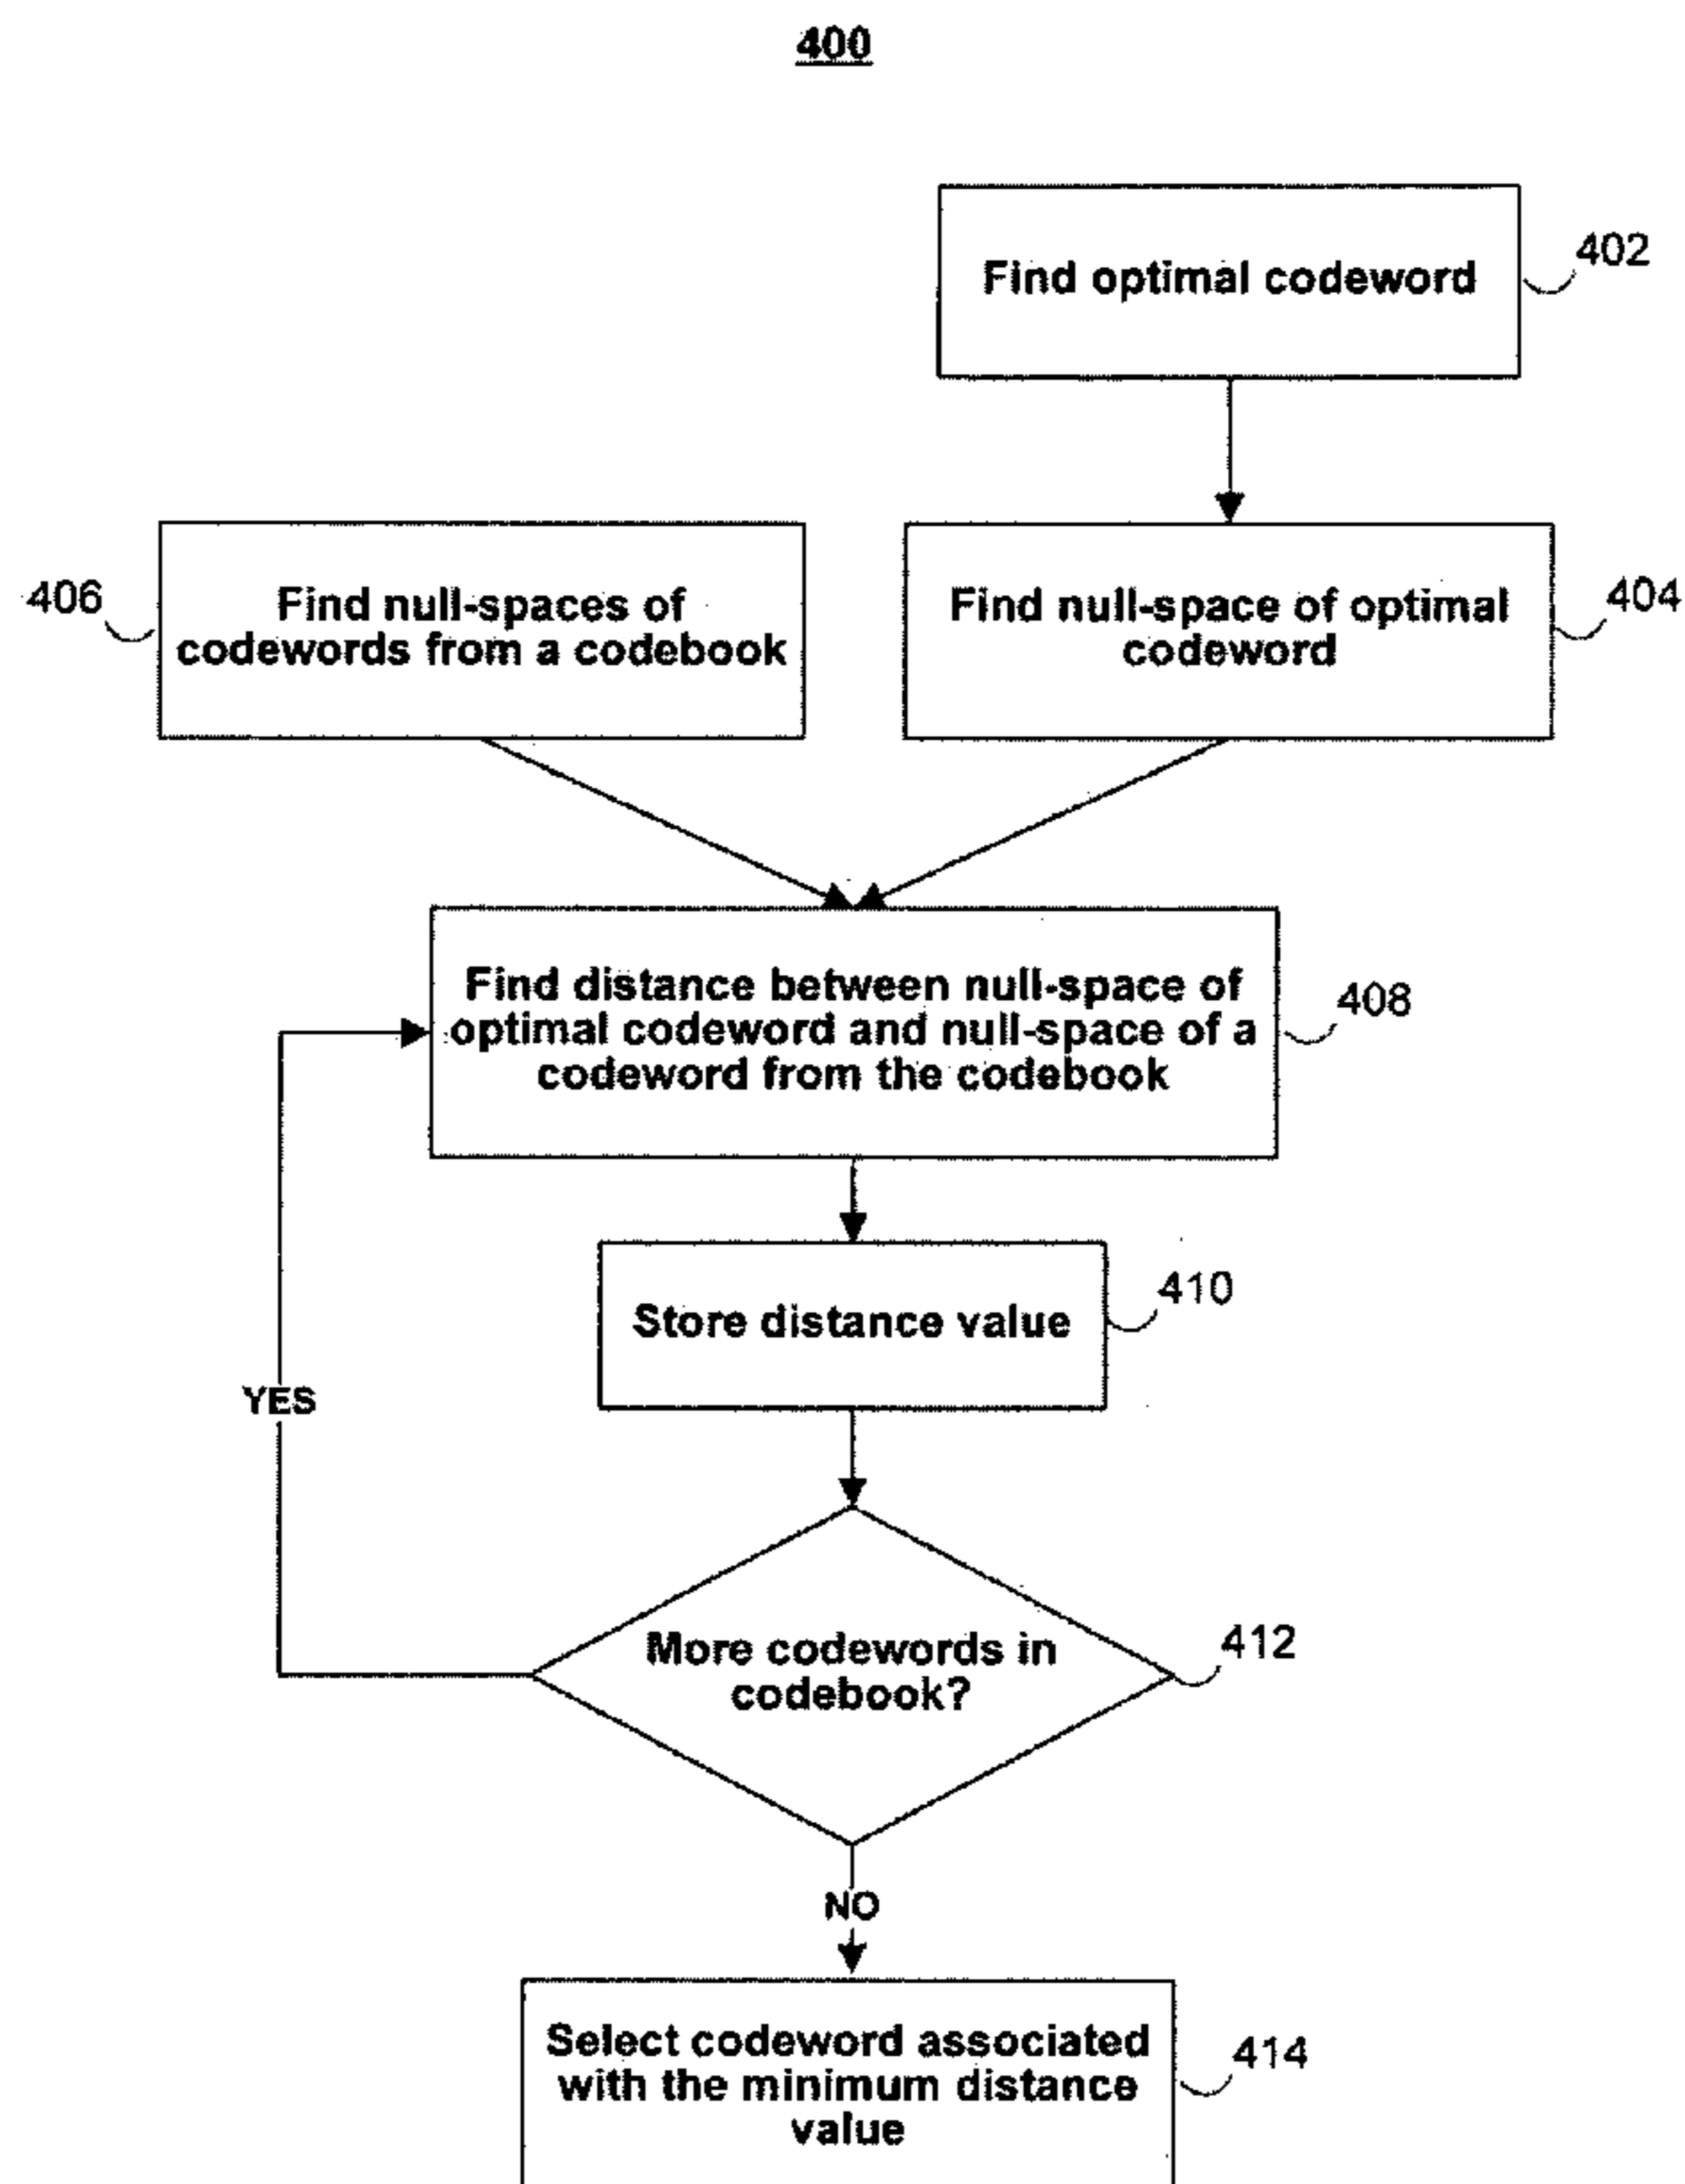 400
Find optimal codeword
402
406
Find null-spaces of
codewords from a codebook
Find null-space of optimal
codeword
404
Find distance between null-space of
optimal codeword and null-space of a
codeword from the codebook
408
Store distance value
410
YES
More codewords in
codebook?
412
NO
Select codeword associated
with the minimum distance
value
414